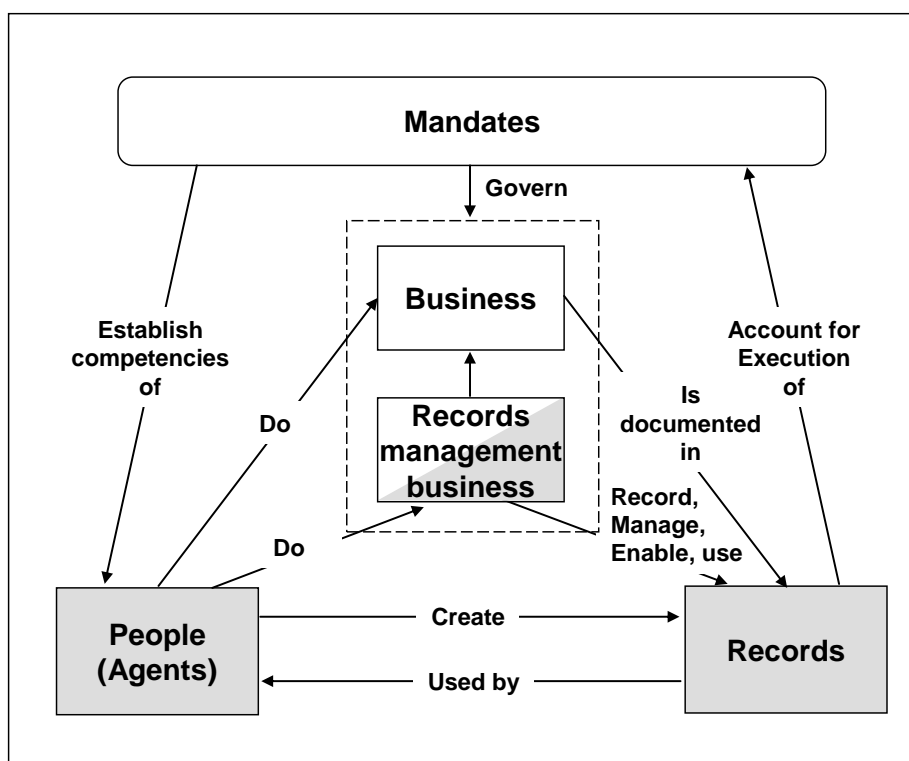 Mandates
Govern
Business
Establish
competencies
of
Account for
Execution
of
Do
Is
documented
in
Records
management
business
Record,
Manage,
Enable, use
Do
People
(Agents)
Create
Used by
Records